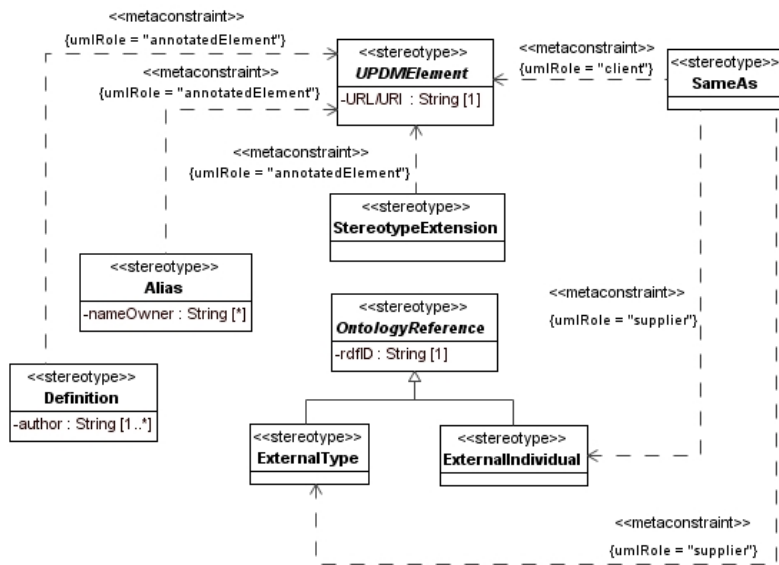 <<metaconstraint>>
{umlRole = "annotatedElement"}
<<metaconstraint>>
{umlRole = "annotatedElement"}
<<stereotype>>
UPDMElement
-URL/URI : String [1]
<<metaconstraint>>
{umlRole = "client"}
<<stereotype>>
SameAs
<<metaconstraint>>
{umlRole = "annotatedElement"}
<<stereotype>>
StereotypeExtension
<<stereotype>>
Alias
-nameOwner : String [*]
<<metaconstraint>>
{umlRole = "supplier"}
<<stereotype>>
OntologyReference
-rdfID : String [1]
<<stereotype>>
Definition
-author : String [1..*]
<<stereotype>>
ExternalType
<<stereotype>>
ExternalIndividual
<<metaconstraint>>
{umlRole = "supplier"}